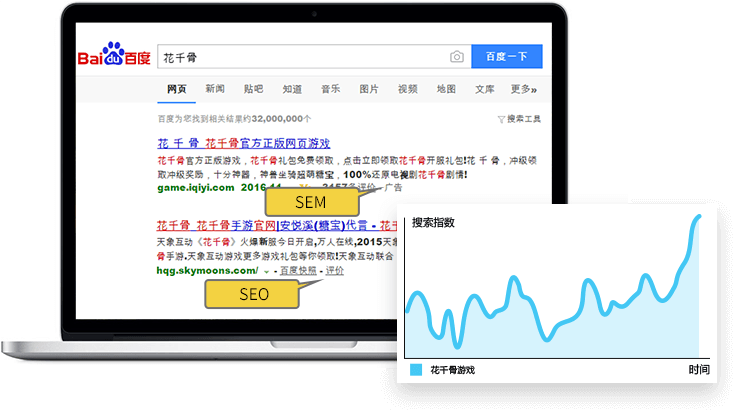 Bai du 百度
花千骨
百度一下
网页 新闻 贴吧 知道 音乐 图片 视频 地图 文库 更多»
百度为您找到相关结果约32,000,000个
搜索工具
花 千 骨 花千骨官方正版网页游戏
花千骨官方正版游戏，花千骨礼包免费领取，点击立即领取花千骨开服礼包!花 千 骨，冲级领
取冲级奖励，十分神器，神兽坐骑超萌糖宝，100%还原电视剧花千骨剧情!
game.iqiyi.com 2016-11 3157条评价 - 广告
SEM
花千骨_花千骨手游官网|安悦溪(糖宝)代言 - 花千
天象互动《花千骨》火爆新服今日开启,万人在线,2015天象
骨手游.天象互动游戏更多游戏礼包等你领取!天象互动联合
hqg.skymoons.com/ - 百度快照 - 评价
SEO
搜索指数
花千骨游戏
时间